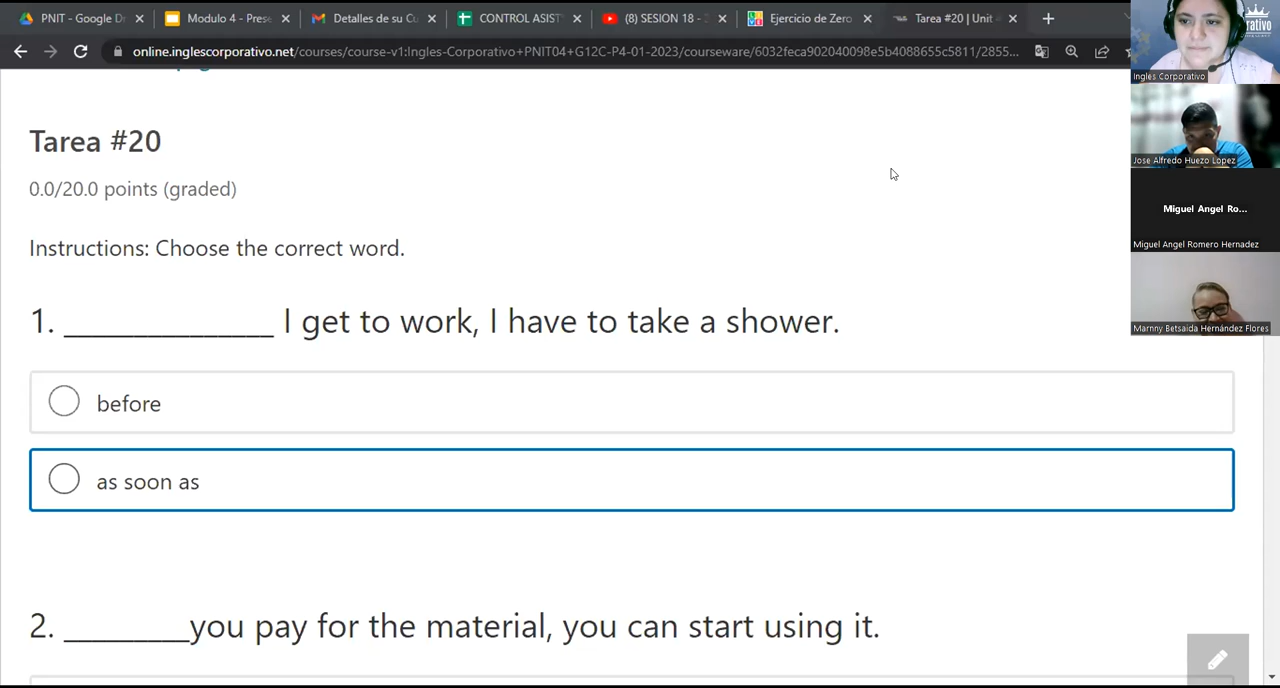 PNIT - Google Dr
Modulo 4 - Prese
Detalles de su Cu
CONTROL ASIST
(8) SESION 18 - 2
Ejercicio de Zero
Tarea #20 | Unit
online.inglescorporativo.net/courses/course-v1:Ingles-Corporativo+PNIT04+G12C-P4-01-2023/courseware/6032feca902040098e5b4088655c5811/2855...
rativo
Ingles Corporativo
Jose Alfredo Huezo Lopez
Miguel Angel Ro...
Miguel Angel Romero Hernadez
Marnny Betsaida Hernández Flores
Tarea #20
0.0/20.0 points (graded)
Instructions: Choose the correct word.
1. _______________ I get to work, I have to take a shower.
before
as soon as
2. _________you pay for the material, you can start using it.